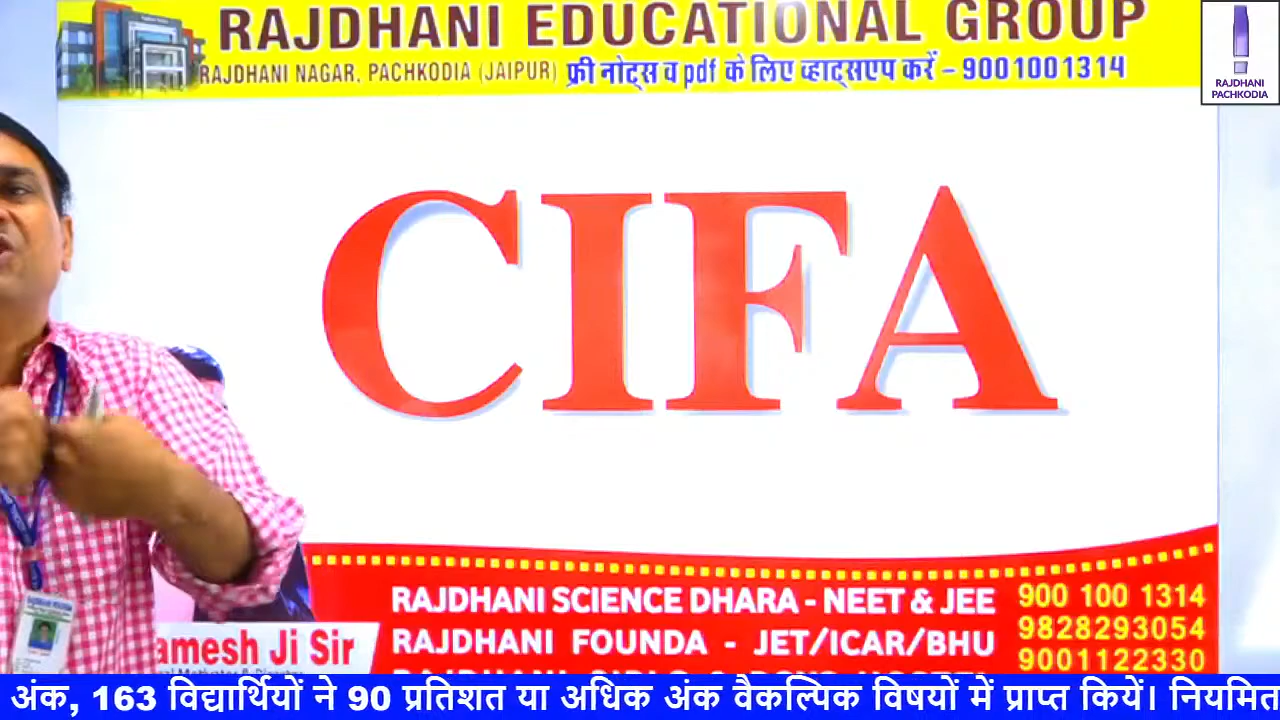 RAJDHANI EDUCATIONAL GROUP
RAJDHANI NAGAR, PACHKODIA (JAIPUR) फ्री नोट्स व pdf के लिए व्हाट्सएप करें – 9001001314
RAJDHANI
PACHKODIA
CIFA
RAJDHANI SCIENCE DHARA - NEET & JEE 900 100 1314
RAJDHANI FOUNDA - JET/ICAR/BHU 9828293054
9001122330
amesh Ji Sir
अंक, 163 विद्यार्थियों ने 90 प्रतिशत या अधिक अंक वैकल्पिक विषयों में प्राप्त कियें। नियमित